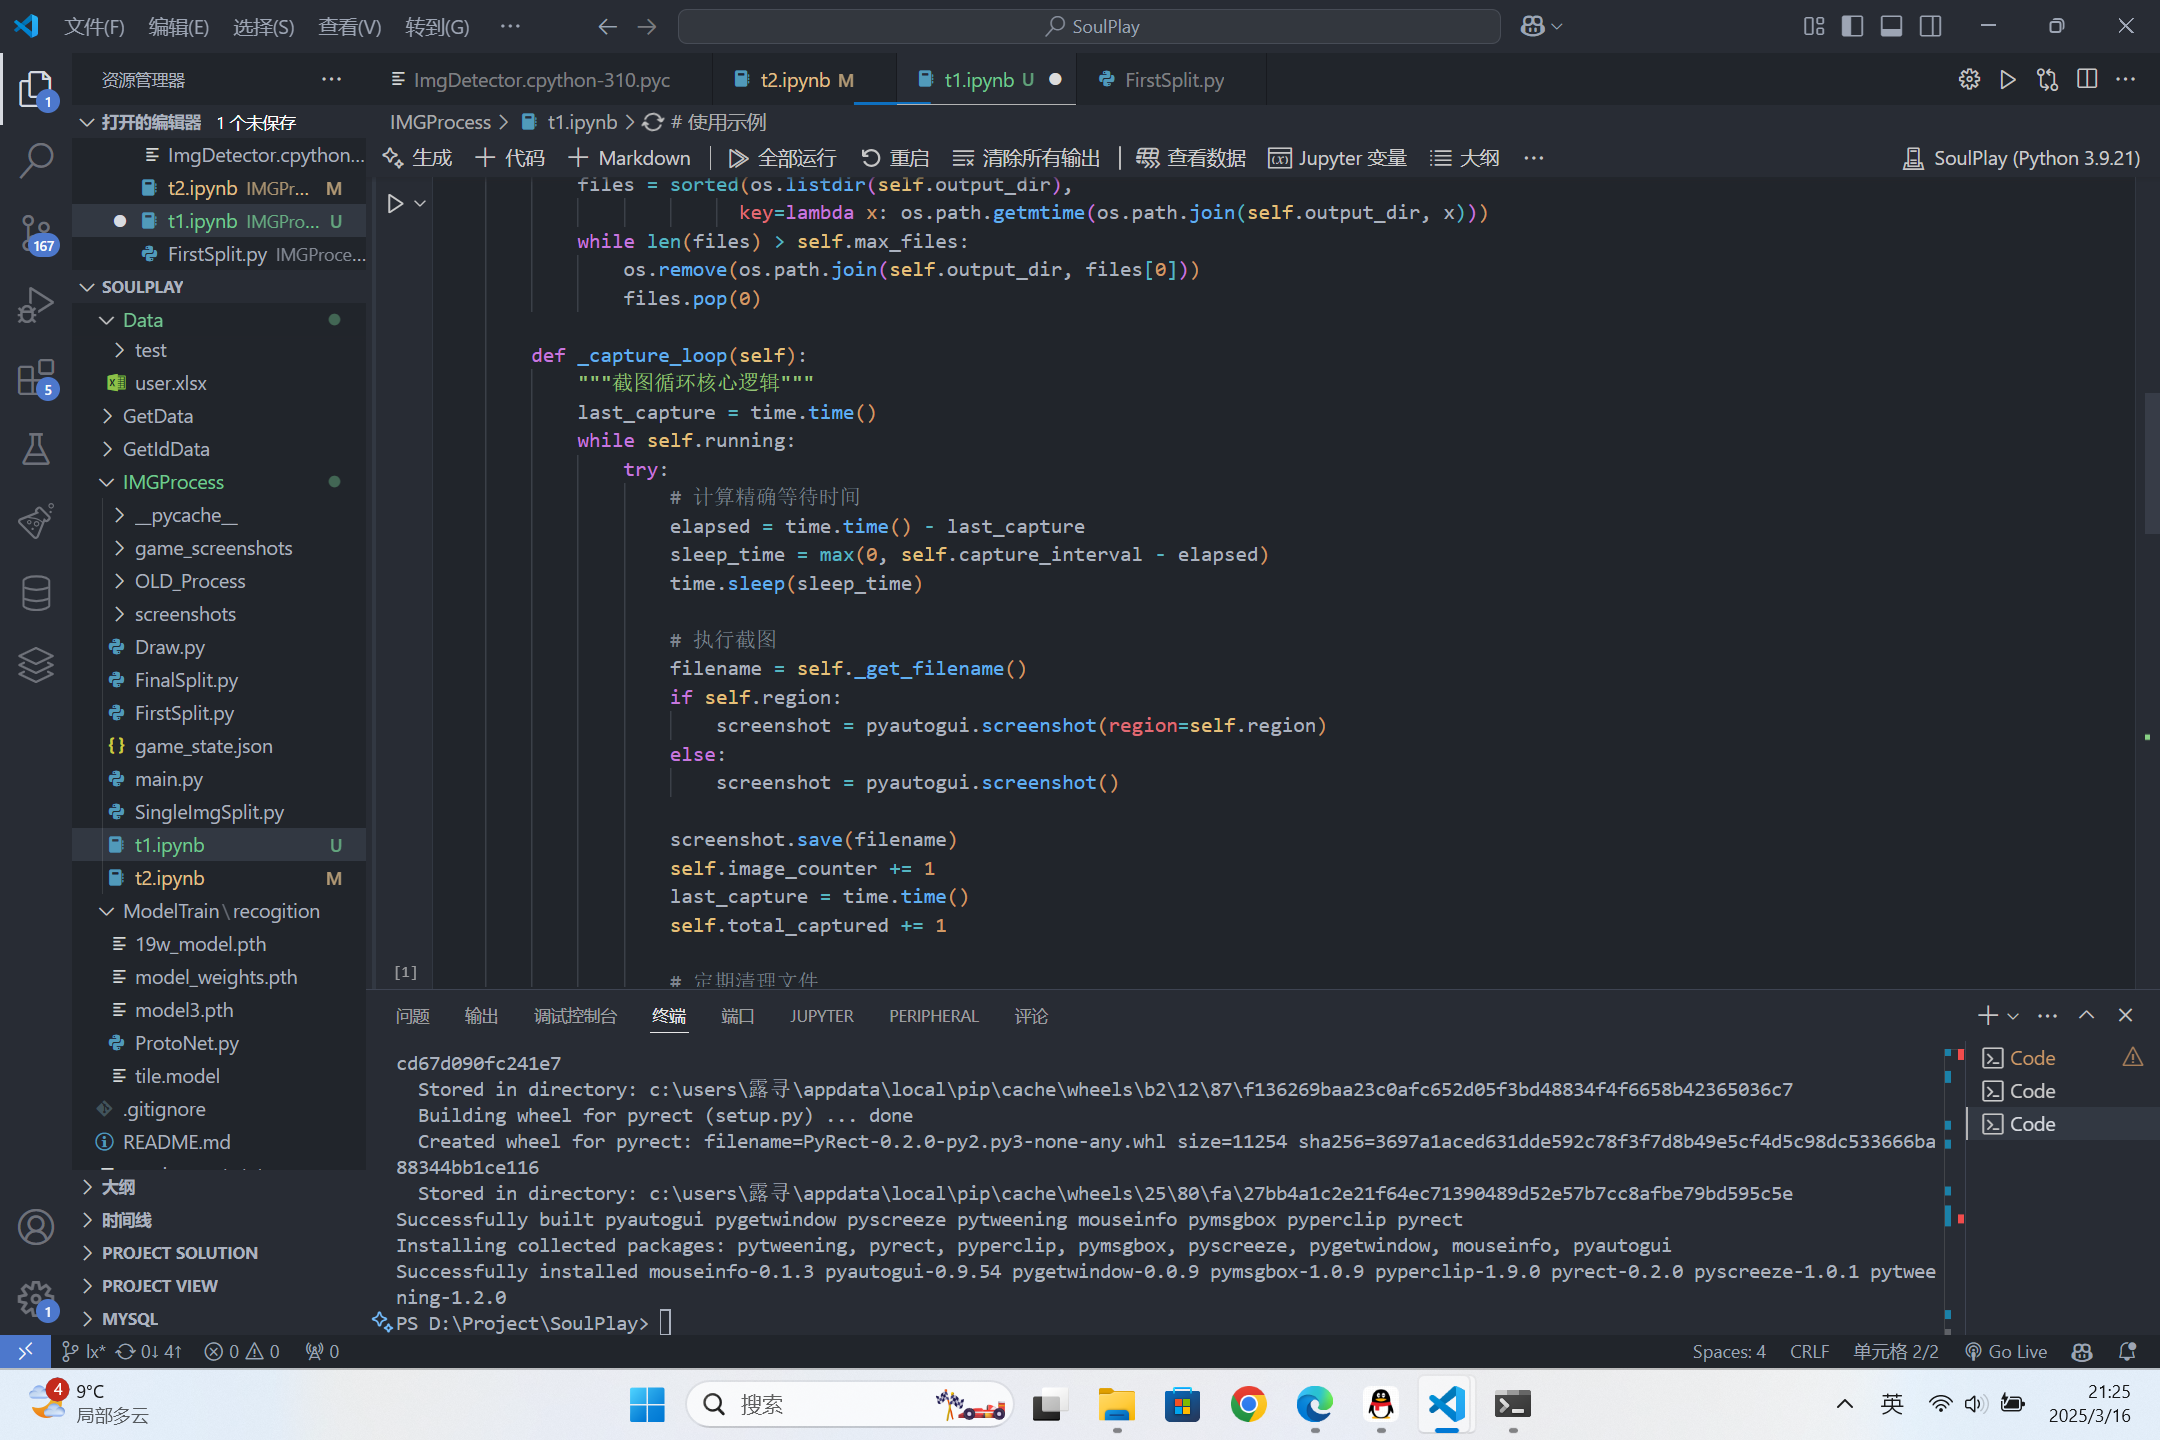 文件(F) 编辑(E) 选择(S) 查看(V) 转到(G) ··· SoulPlay
资源管理器 ···
ImgDetector.cpython-310.pyc t2.ipynb M t1.ipynb U FirstSplit.py
打开的编辑器 1 个未保存
ImgDetector.cpython...
t2.ipynb IMGPr... M
t1.ipynb IMGPro... U
FirstSplit.py IMGProce...
SOULPLAY
Data
test
user.xlsx
GetData
GetIdData
IMGProcess
__pycache__
game_screenshots
OLD_Process
screenshots
Draw.py
FinalSplit.py
FirstSplit.py
game_state.json
main.py
SingleImgSplit.py
t1.ipynb U
t2.ipynb M
ModelTrain\recogition
19w_model.pth
model_weights.pth
model3.pth
ProtoNet.py
tile.model
.gitignore
README.md
大纲
时间线
PROJECT SOLUTION
PROJECT VIEW
MYSQL
1
167
5
1
IMGProcess > t1.ipynb > # 使用示例
生成 + 代码 + Markdown | 全部运行 重启 清除所有输出 | 查看数据 Jupyter 变量 大纲 ··· SoulPlay (Python 3.9.21)
files = sorted(os.listdir(self.output_dir),
key=lambda x: os.path.getmtime(os.path.join(self.output_dir, x)))
while len(files) > self.max_files:
os.remove(os.path.join(self.output_dir, files[0]))
files.pop(0)
def _capture_loop(self):
"""截图循环核心逻辑"""
last_capture = time.time()
while self.running:
try:
# 计算精确等待时间
elapsed = time.time() - last_capture
sleep_time = max(0, self.capture_interval - elapsed)
time.sleep(sleep_time)
# 执行截图
filename = self._get_filename()
if self.region:
screenshot = pyautogui.screenshot(region=self.region)
else:
screenshot = pyautogui.screenshot()
screenshot.save(filename)
self.image_counter += 1
last_capture = time.time()
self.total_captured += 1
# 定期清理文件
[1]
问题 输出 调试控制台 终端 端口 JUPYTER PERIPHERAL 评论
cd67d090fc241e7
Stored in directory: c:\users\露寻\appdata\local\pip\cache\wheels\b2\12\87\f136269baa23c0afc652d05f3bd48834f4f6658b42365036c7
Building wheel for pyrect (setup.py) ... done
Created wheel for pyrect: filename=PyRect-0.2.0-py2.py3-none-any.whl size=11254 sha256=3697a1aced631dde592c78f3f7d8b49e5cf4d5c98dc533666ba
88344bb1ce116
Stored in directory: c:\users\露寻\appdata\local\pip\cache\wheels\25\80\fa\27bb4a1c2e21f64ec71390489d52e57b7cc8afbe79bd595c5e
Successfully built pyautogui pygetwindow pyscreeze pytweening mouseinfo pymsgbox pyperclip pyrect
Installing collected packages: pytweening, pyrect, pyperclip, pymsgbox, pyscreeze, pygetwindow, mouseinfo, pyautogui
Successfully installed mouseinfo-0.1.3 pyautogui-0.9.54 pygetwindow-0.0.9 pymsgbox-1.0.9 pyperclip-1.9.0 pyrect-0.2.0 pyscreeze-1.0.1 pytwee
ning-1.2.0
PS D:\Project\SoulPlay>
Code
Code
Code
lx* 0↓ 4↑ 0 0 0 Spaces: 4 CRLF 单元格 2/2 Go Live
4
9°C
局部多云
搜索
英
21:25
2025/3/16